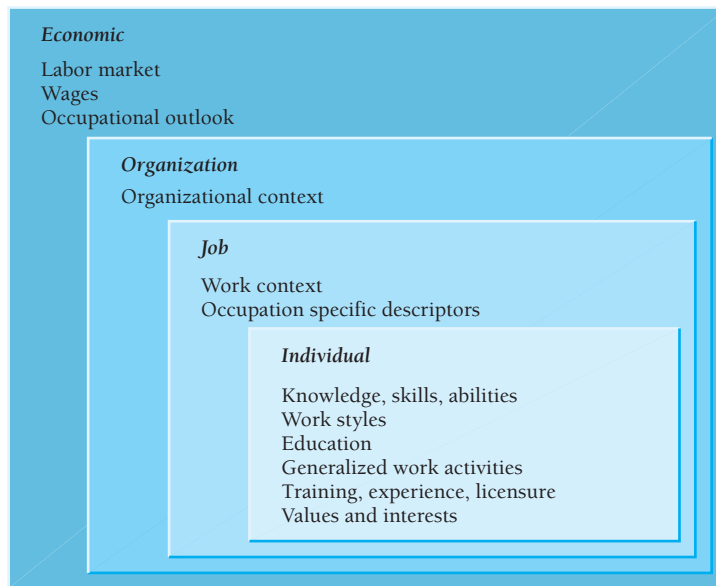 Economic
Labor market
Wages
Occupational outlook
Organization
Organizational context
Job
Work context
Occupation specific descriptors
Individual
Knowledge, skills, abilities
Work styles
Education
Generalized work activities
Training, experience, licensure
Values and interests